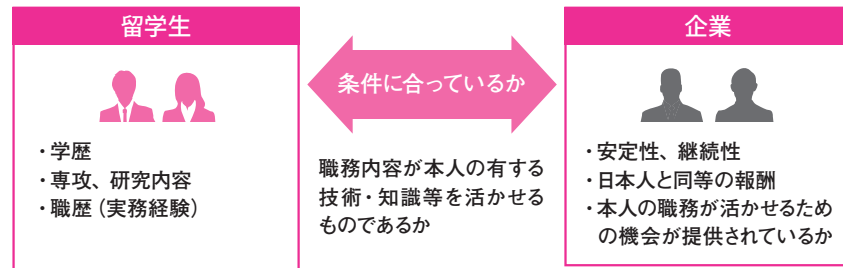 留学生
・学歴
・専攻、研究内容
・職歴（実務経験）
条件に合っているか
職務内容が本人の有する
技術・知識等を活かせる
ものであるか
企業
・安定性、継続性
・日本人と同等の報酬
・本人の職務が活かせるため
の機会が提供されているか